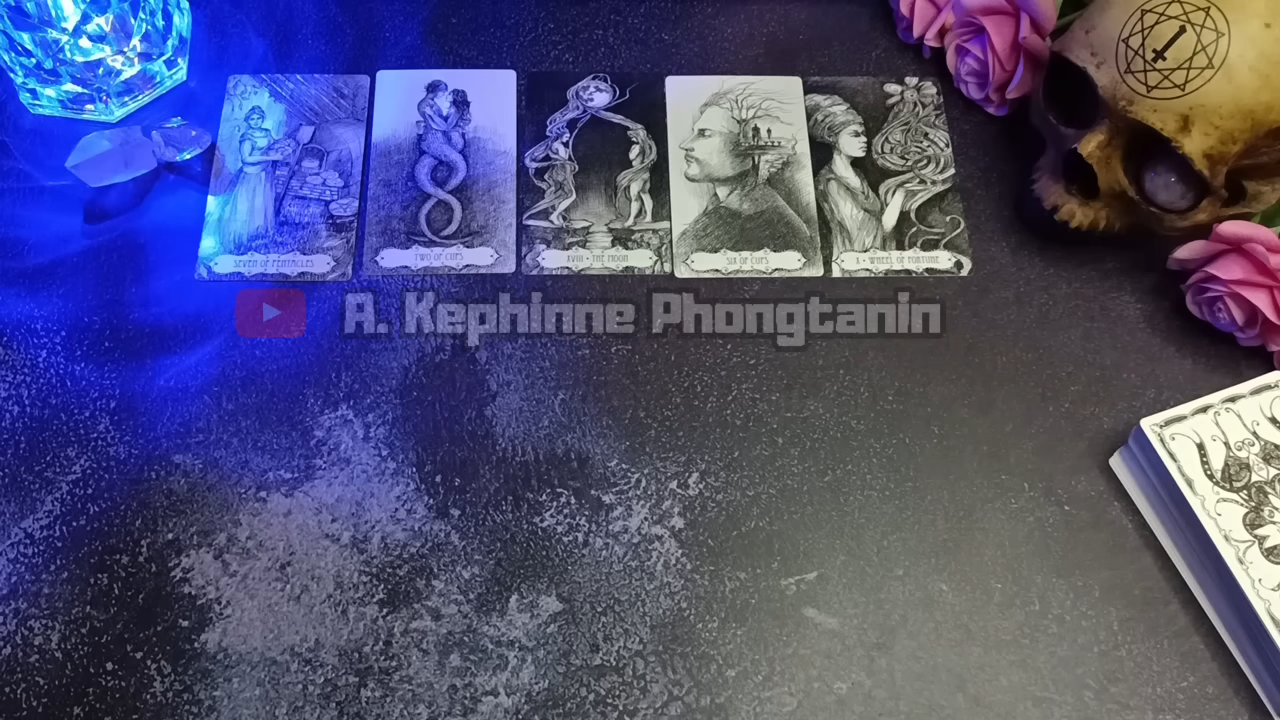 SEVEN OF PENTACLES
TWO OF CUPS
XVIII • THE MOON
SIX OF CUPS
X • WHEEL OF FORTUNE
A. Kephinne Phongtanin